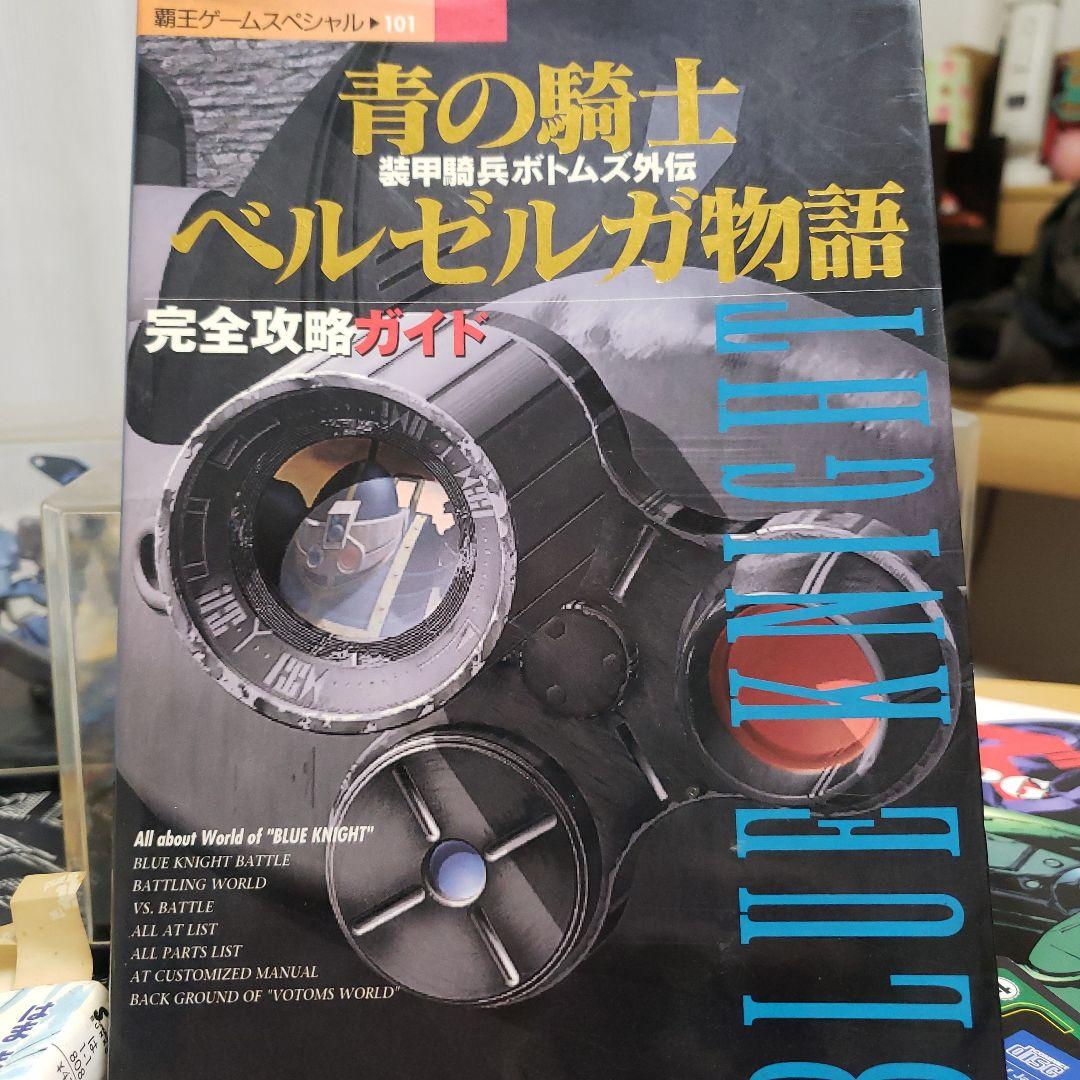 覇王ゲームスペシャル▶101
青の騎士
装甲騎兵ボトムズ外伝
ベルゼルガ物語
完全攻略ガイド
BLUE KNIGHT
All about World of "BLUE KNIGHT"
BLUE KNIGHT BATTLE
BATTLING WORLD
VS. BATTLE
ALL AT LIST
ALL PARTS LIST
AT CUSTOMIZED MANUAL
BACK GROUND OF "VOTOMS WORLD"
disc